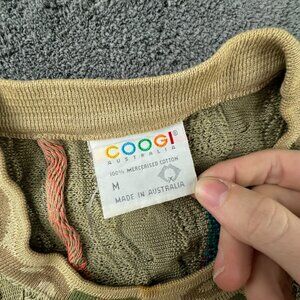 COOGI®
AUSTRALIA
100% MERCERISED COTTON
M
MADE IN AUSTRALIA